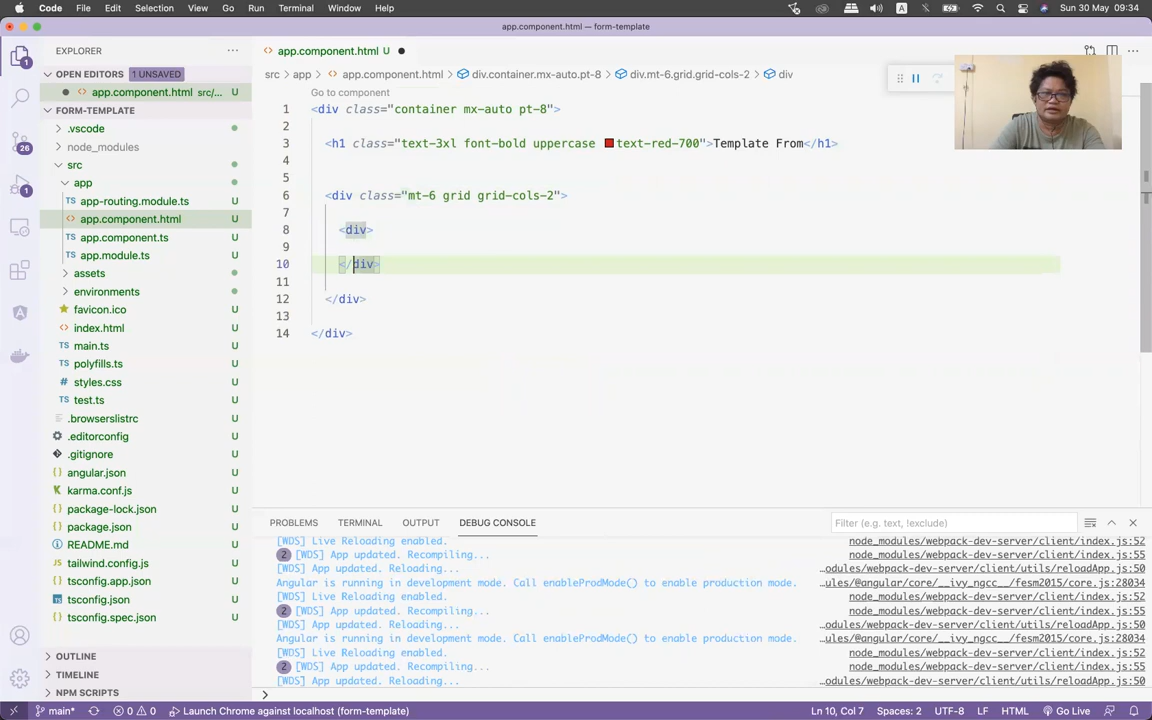 Code File Edit Selection View Go Run Terminal Window Help A Sun 30 May 09:34
app.component.html — form-template
EXPLORER
OPEN EDITORS 1 UNSAVED
app.component.html src/... U
FORM-TEMPLATE
.vscode
node_modules
src
app
app-routing.module.ts U
app.component.html U
app.component.ts U
app.module.ts U
assets
environments
favicon.ico U
index.html U
main.ts U
polyfills.ts U
styles.css U
test.ts U
.browserslistrc U
.editorconfig U
.gitignore U
angular.json U
karma.conf.js U
package-lock.json U
package.json U
README.md U
tailwind.config.js U
tsconfig.app.json U
tsconfig.json U
tsconfig.spec.json U
OUTLINE
TIMELINE
NPM SCRIPTS
1
26
1
app.component.html U
src > app > app.component.html > div.container.mx-auto.pt-8 > div.mt-6.grid.grid-cols-2 > div
Go to component
1 <div class="container mx-auto pt-8">
2
3 <h1 class="text-3xl font-bold uppercase text-red-700">Template From</h1>
4
5
6 <div class="mt-6 grid grid-cols-2">
7
8 <div>
9
10 </div>
11
12 </div>
13
14 </div>
PROBLEMS TERMINAL OUTPUT DEBUG CONSOLE Filter (e.g. text, !exclude)
[WDS] Live Reloading enabled. node_modules/webpack-dev-server/client/index.js:52
2 [WDS] App updated. Recompiling... node_modules/webpack-dev-server/client/index.js:55
[WDS] App updated. Reloading... …odules/webpack-dev-server/client/utils/reloadApp.js:50
Angular is running in development mode. Call enableProdMode() to enable production mode. …ules/@angular/core/__ivy_ngcc__/fesm2015/core.js:28034
[WDS] Live Reloading enabled. node_modules/webpack-dev-server/client/index.js:52
2 [WDS] App updated. Recompiling... node_modules/webpack-dev-server/client/index.js:55
[WDS] App updated. Reloading... …odules/webpack-dev-server/client/utils/reloadApp.js:50
Angular is running in development mode. Call enableProdMode() to enable production mode. …ules/@angular/core/__ivy_ngcc__/fesm2015/core.js:28034
[WDS] Live Reloading enabled. node_modules/webpack-dev-server/client/index.js:52
2 [WDS] App updated. Recompiling... node_modules/webpack-dev-server/client/index.js:55
[WDS] App updated. Reloading... …odules/webpack-dev-server/client/utils/reloadApp.js:50
main* 0 0 Launch Chrome against localhost (form-template) Ln 10, Col 7 Spaces: 2 UTF-8 LF HTML Go Live